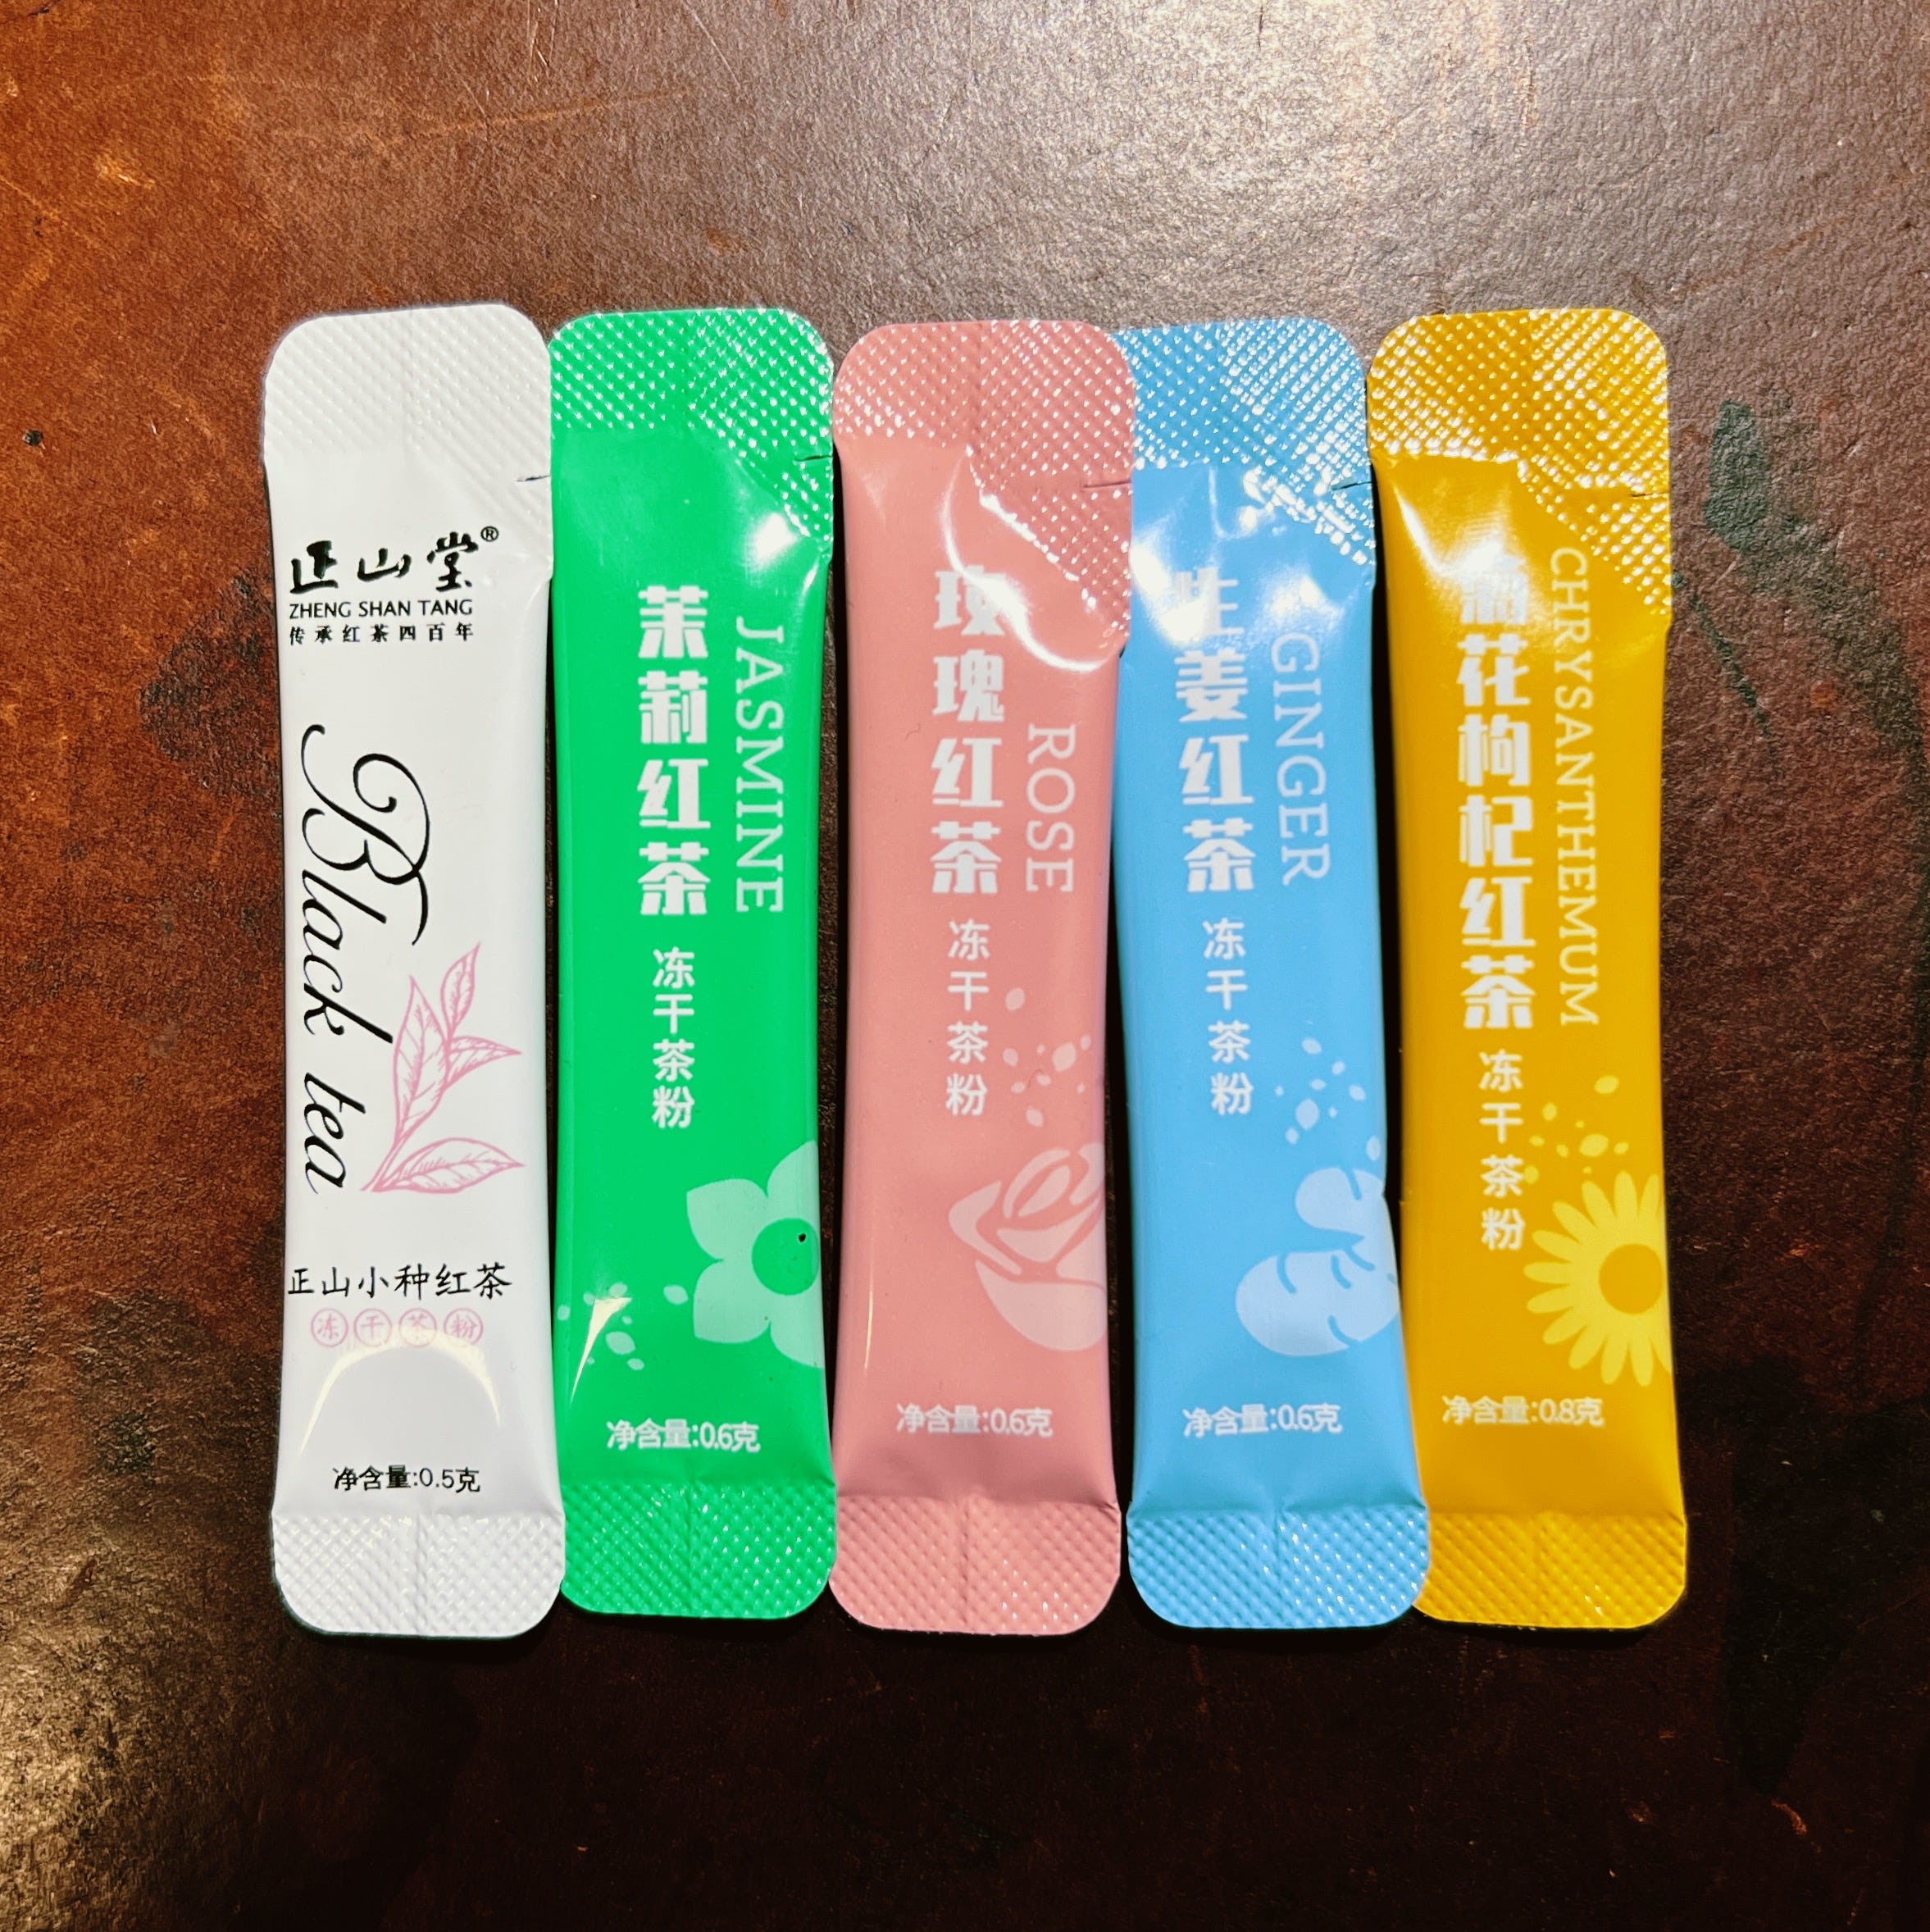 正山堂®
ZHENG SHAN TANG
传承红茶四百年
Black tea
正山小种红茶
冻干茶粉
净含量:0.5克
茉莉红茶
JASMINE
冻干茶粉
净含量:0.6克
玫瑰红茶
ROSE
冻干茶粉
净含量:0.6克
生姜红茶
GINGER
冻干茶粉
净含量:0.6克
菊花枸杞红茶
CHRYSANTHEMUM
冻干茶粉
净含量:0.8克